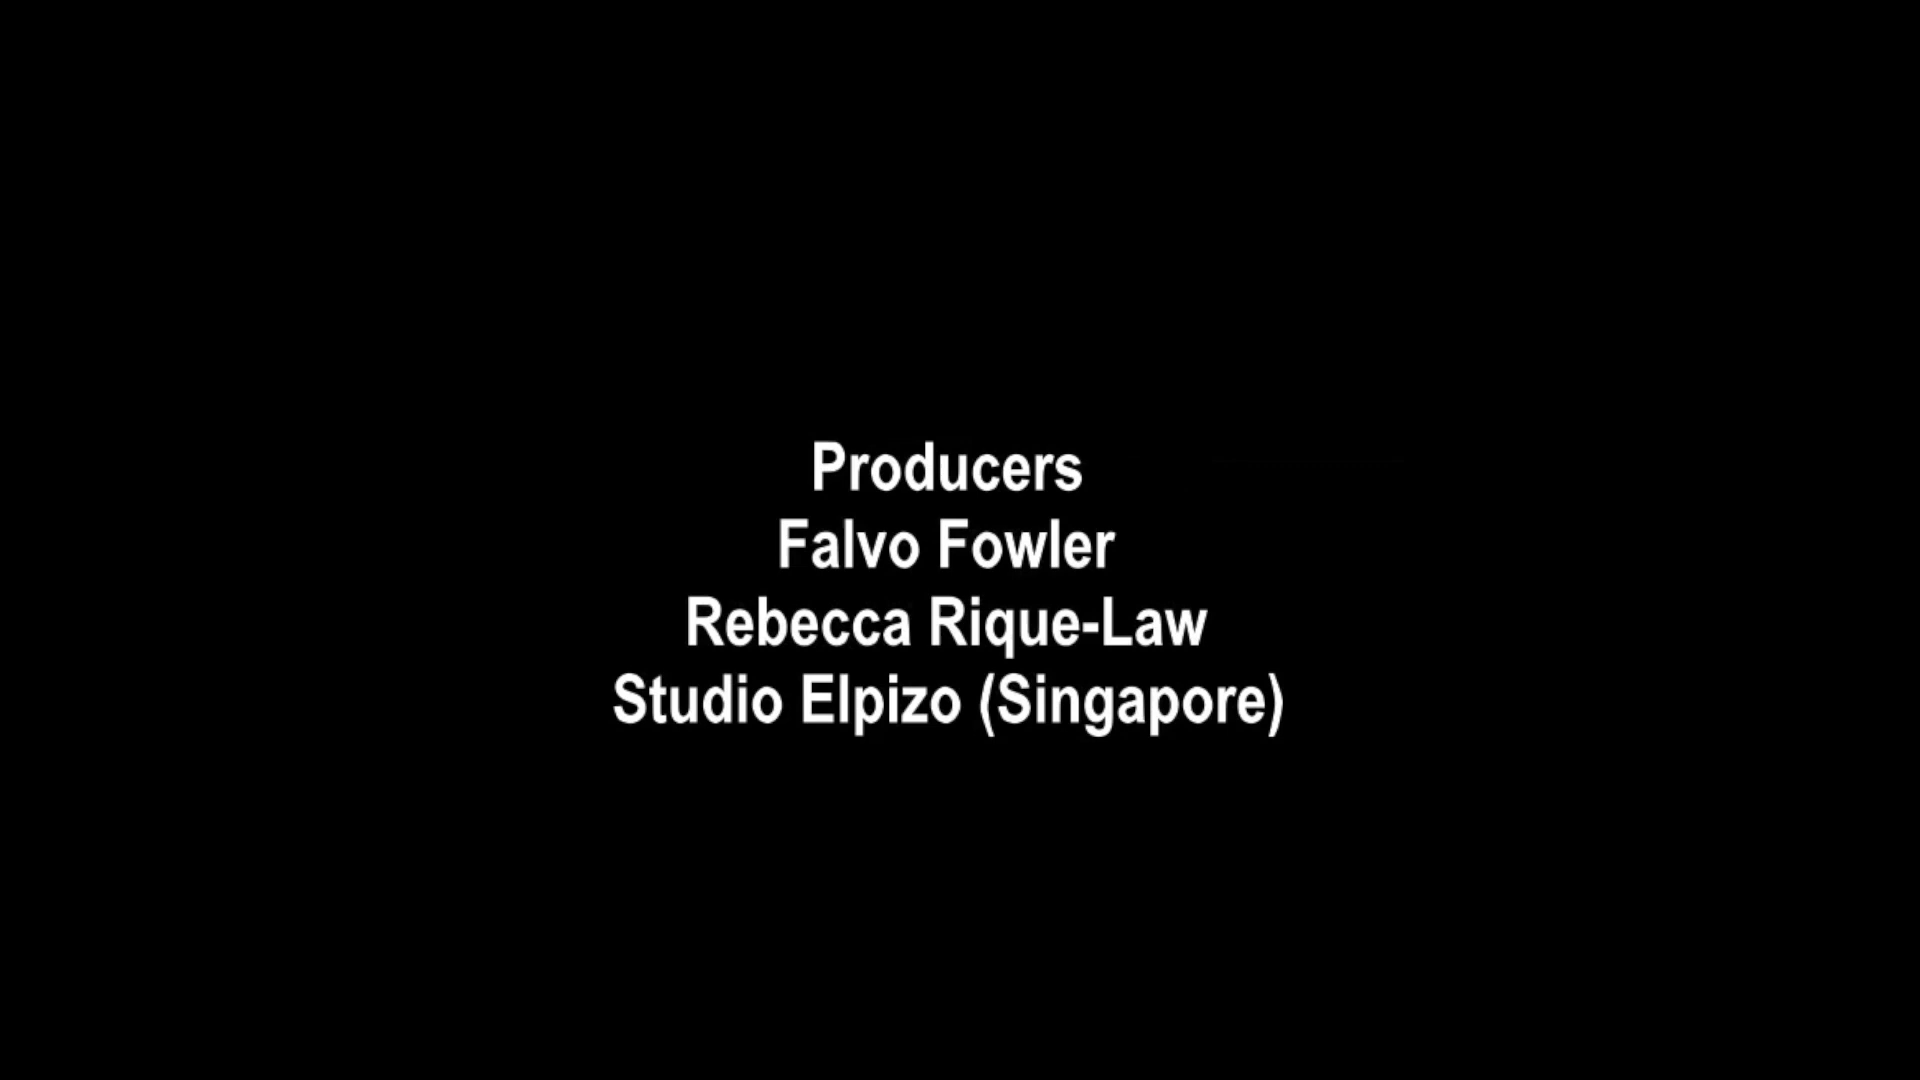 Producers
Falvo Fowler
Rebecca Rique-Law
Studio Elpizo (Singapore)